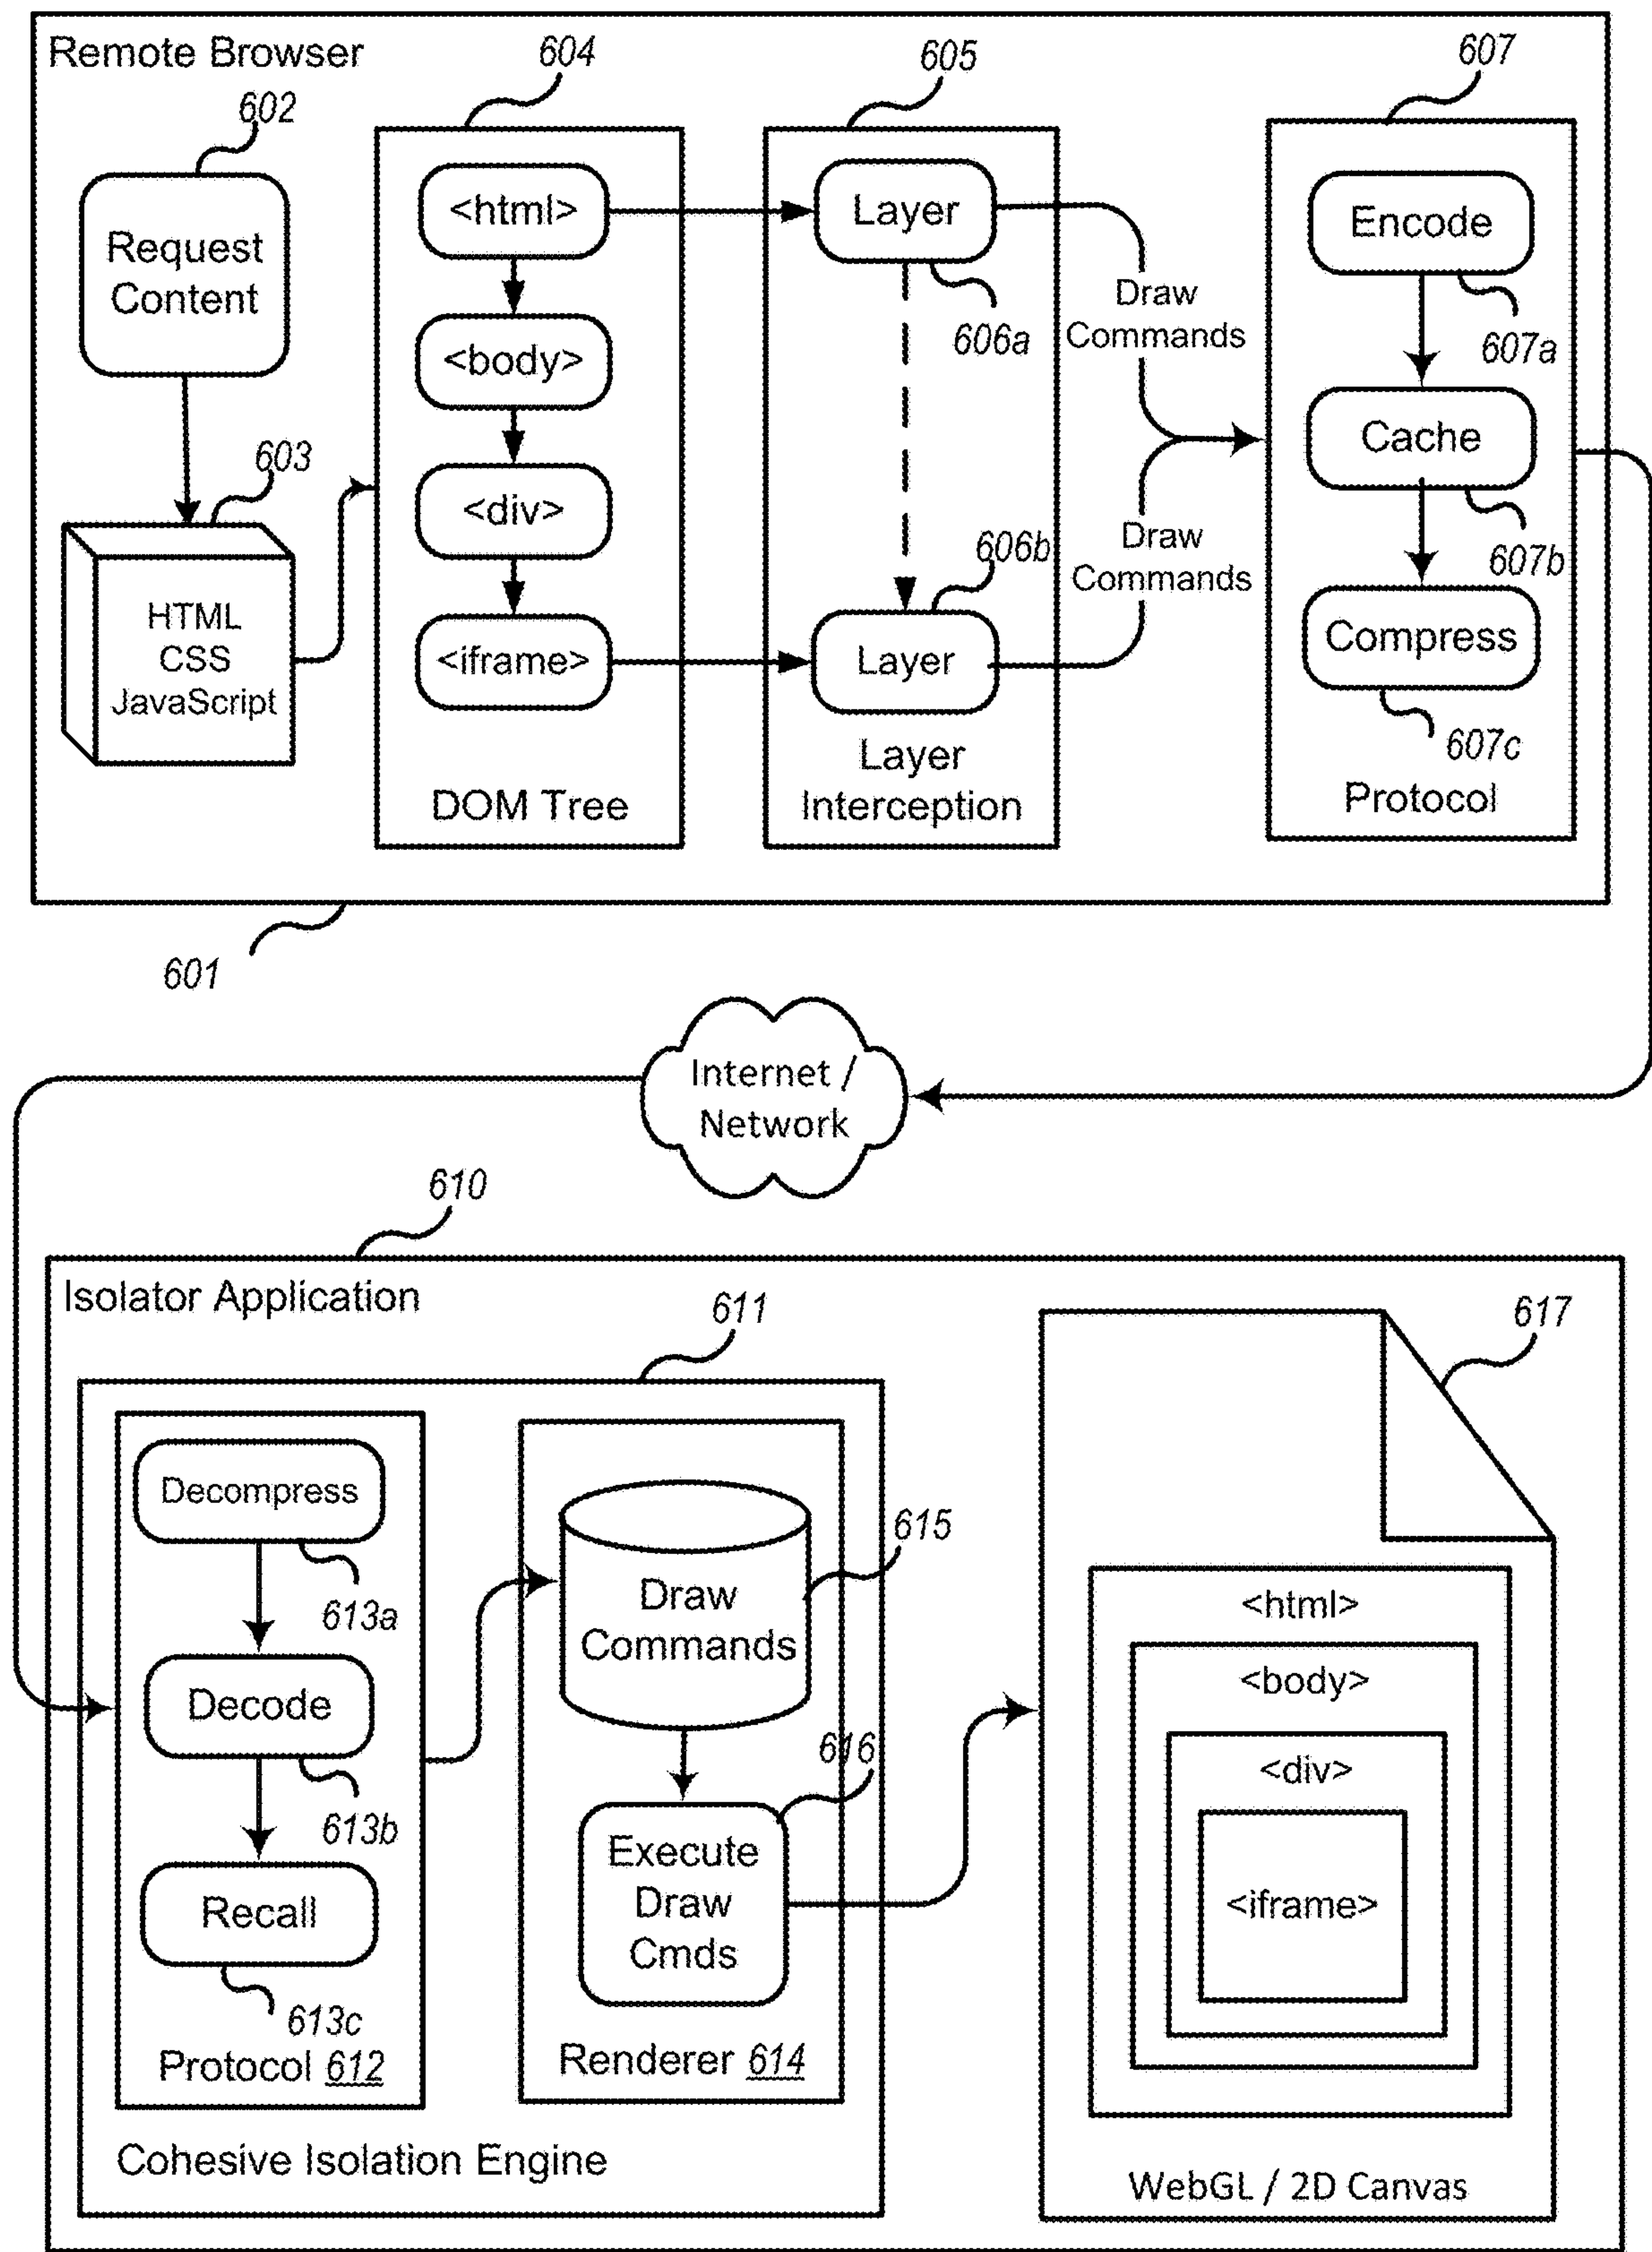 Remote Browser
604
605
607
602
Request
Content
603
HTML
CSS
JavaScript
<html>
<body>
<div>
<iframe>
DOM Tree
Layer
606a
606b
Layer
Layer
Interception
Draw
Commands
Draw
Commands
Encode
607a
Cache
607b
Compress
607c
Protocol
601
Internet /
Network
610
Isolator Application
611
617
Decompress
613a
Decode
613b
Recall
613c
Protocol 612
Draw
Commands
615
616
Execute
Draw
Cmds
Renderer 614
Cohesive Isolation Engine
<html>
<body>
<div>
<iframe>
WebGL / 2D Canvas